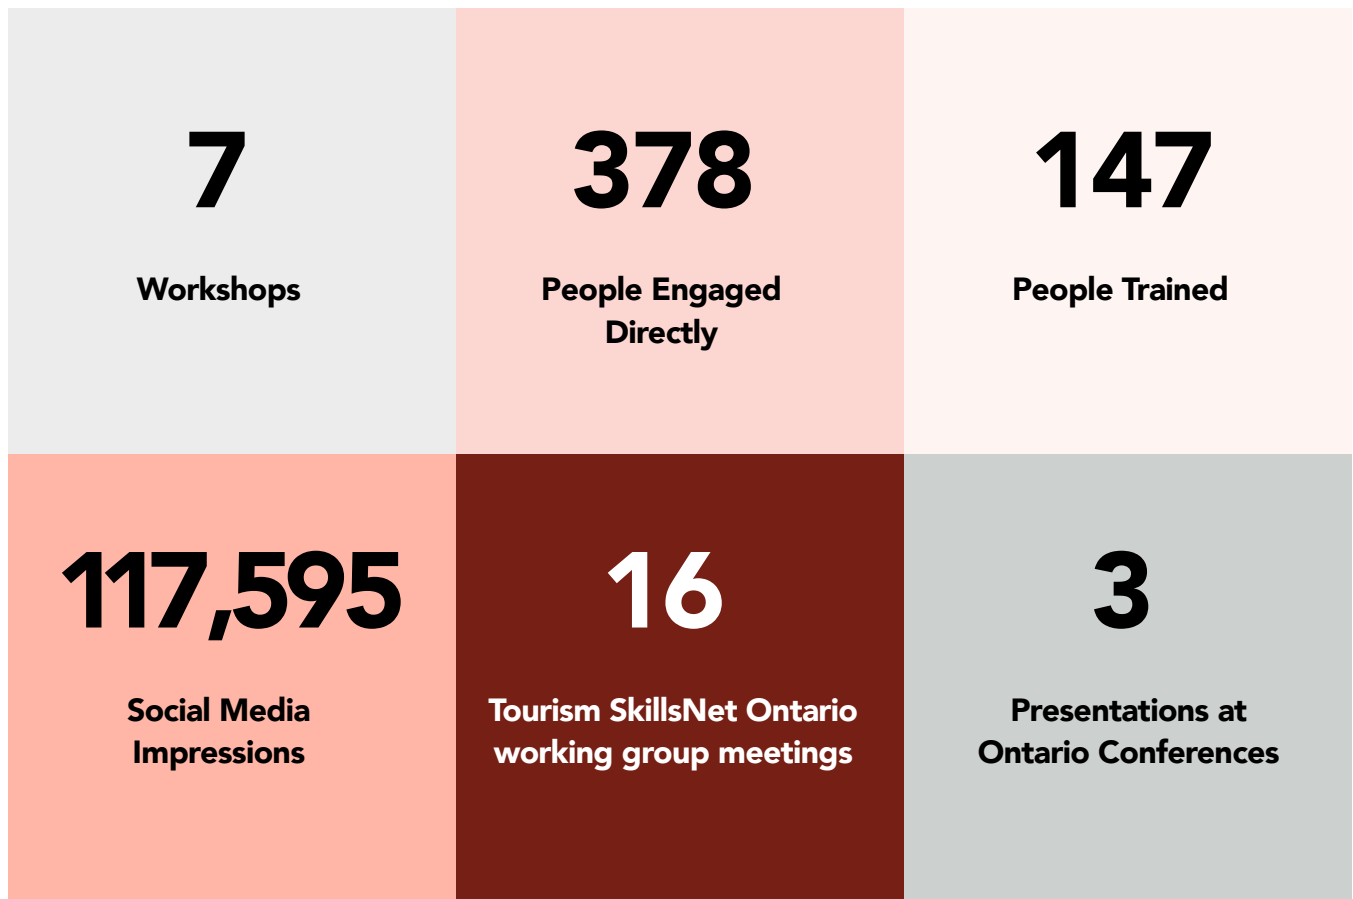 7
Workshops
378
People Engaged
Directly
147
People Trained
117,595
Social Media
Impressions
16
Tourism SkillsNet Ontario
working group meetings
3
Presentations at
Ontario Conferences